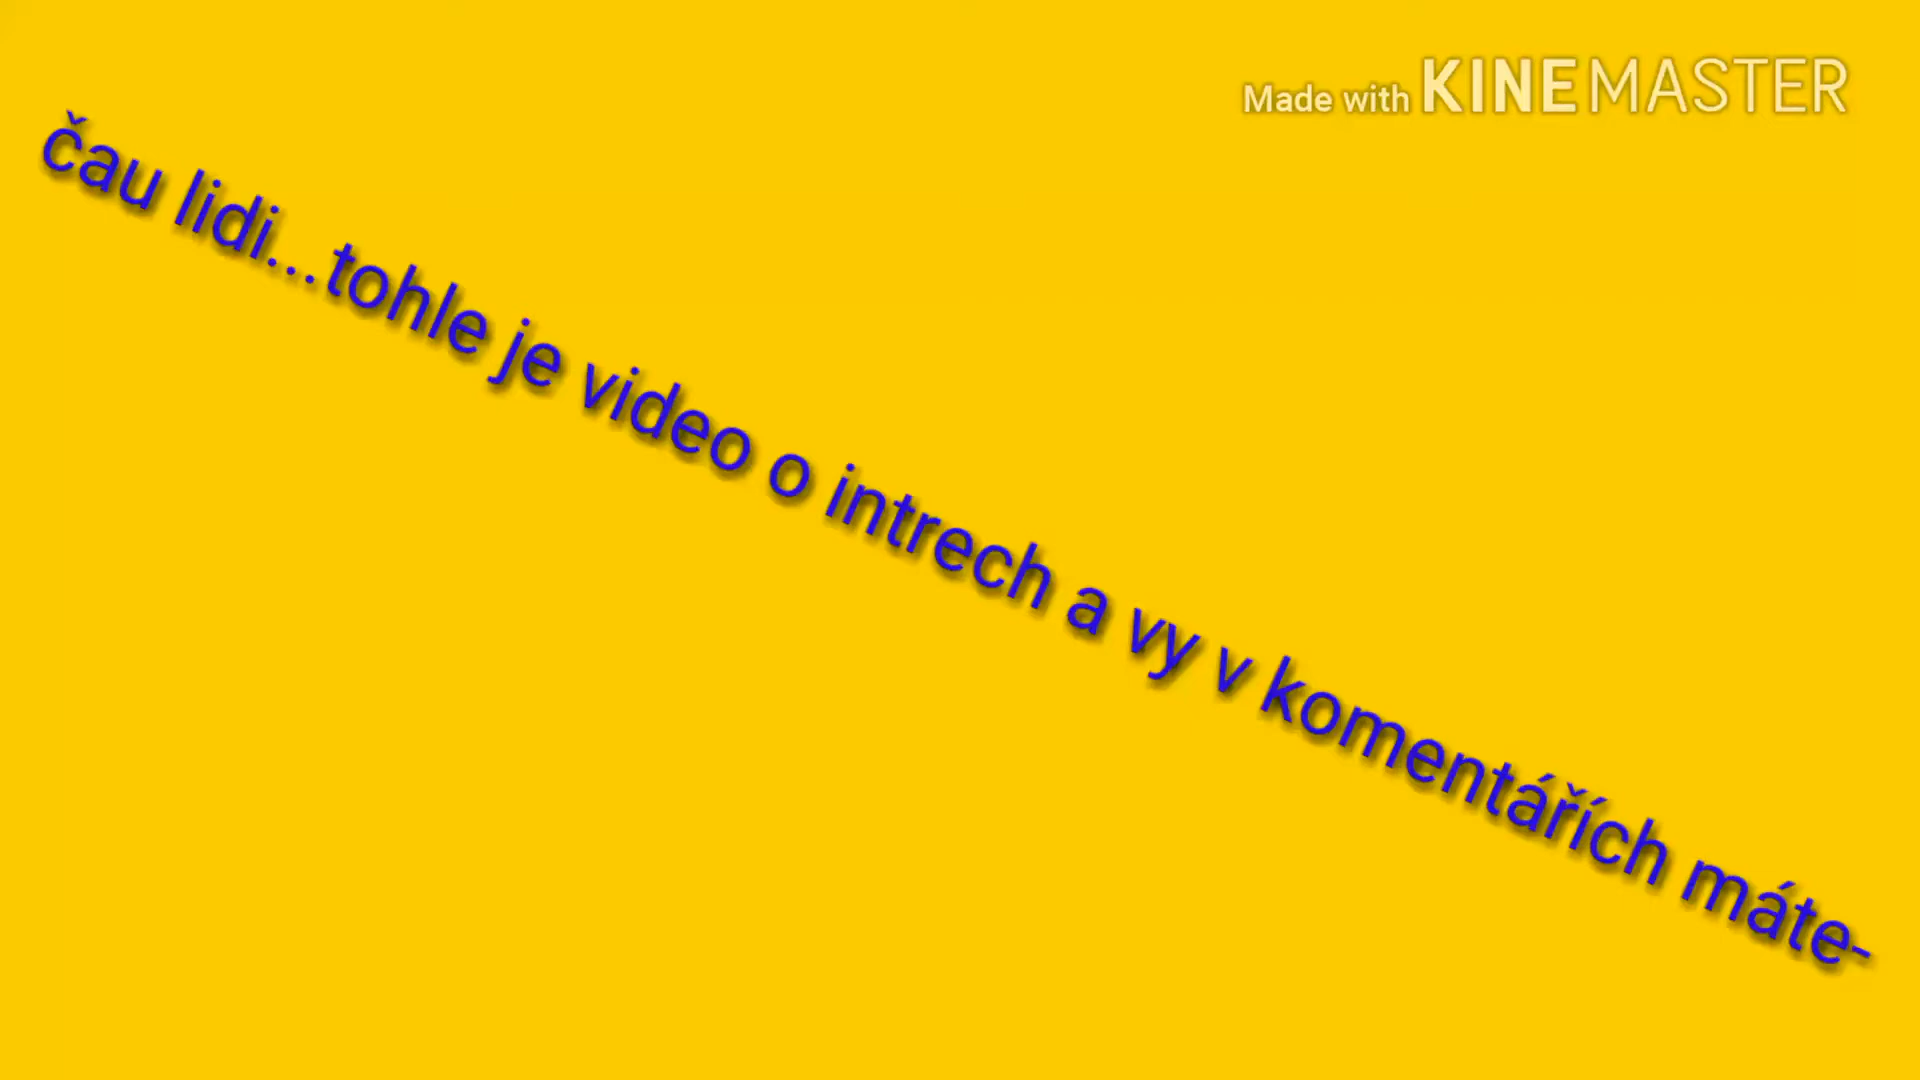 Made with KINEMASTER
čau lidi...tohle je video o intrech a vy v komentářích máte-